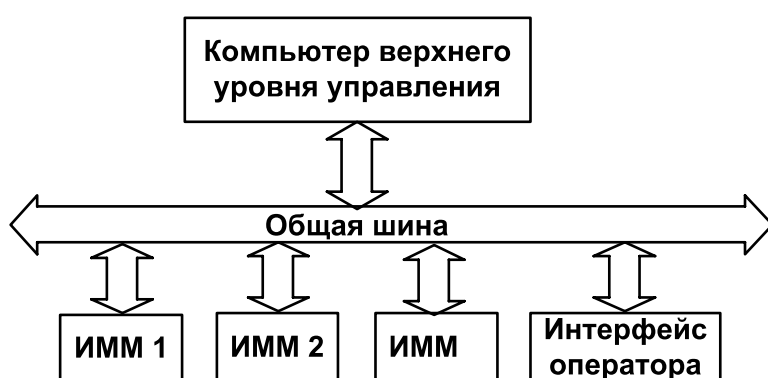 Компьютер верхнего
уровня управления
Общая шина
ИММ 1
ИММ 2
ИММ
Интерфейс
оператора